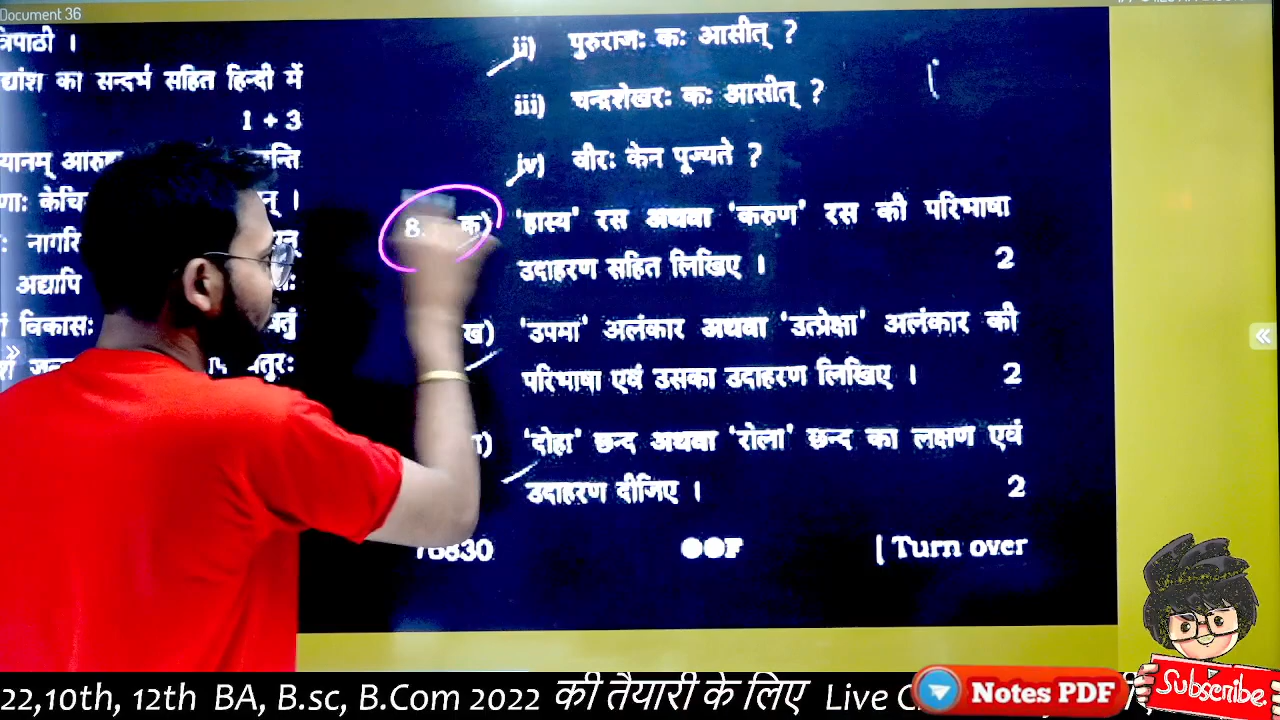 Document 36
त्रिपाठी ।
द्यांश का सन्दर्भ सहित हिन्दी में
1 + 3
यानम्
णाः केचि
नागरि
अद्यापि
विकासः
ii) पुरुराजः कः आसीत् ?
iii) चन्द्रशेखरः कः आसीत् ?
iv) वीरः केन पूज्यते ?
8. क) 'हास्य' रस अथवा 'करुण' रस की परिभाषा
उदाहरण सहित लिखिए । 2
ख) 'उपमा' अलंकार अथवा 'उत्प्रेक्षा' अलंकार की
परिभाषा एवं उसका उदाहरण लिखिए । 2
'दोहा' छन्द अथवा 'रोला' छन्द का लक्षण एवं
उदाहरण दीजिए । 2
[ Turn over
22,10th, 12th BA, B.sc, B.Com 2022 की तैयारी के लिए Live
Notes PDF
Subscribe.